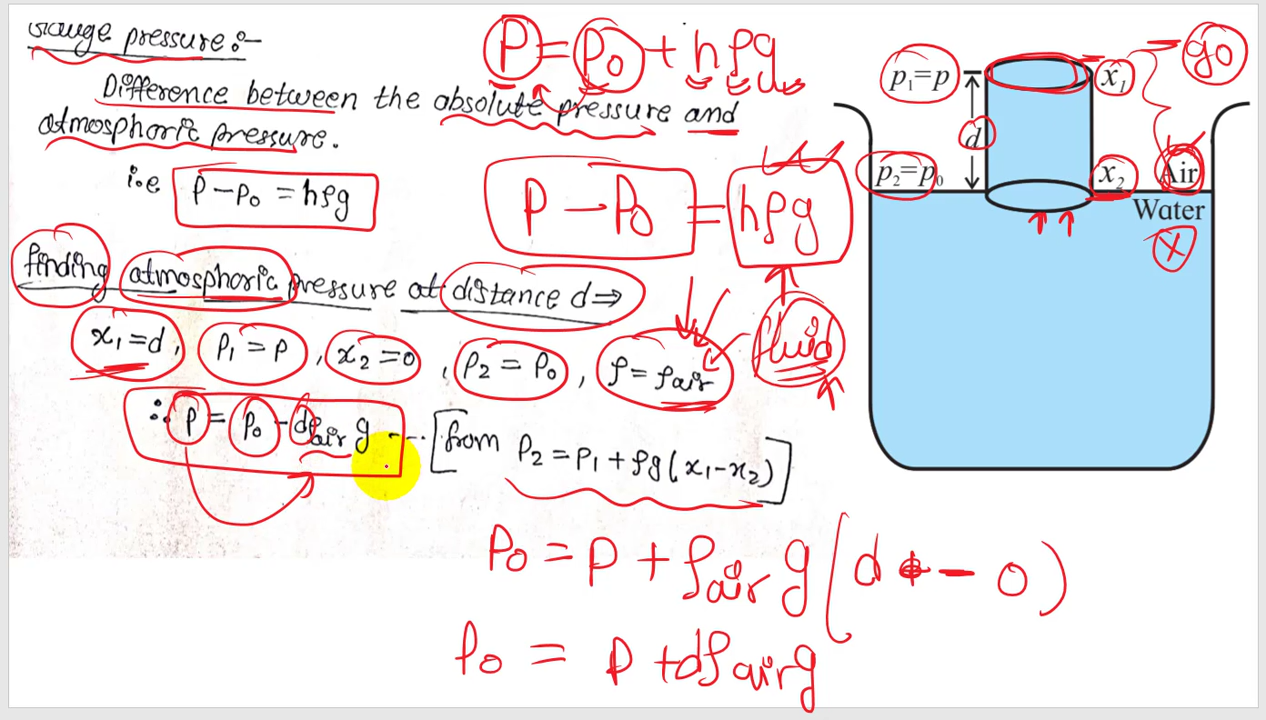 Gauge pressure:-
Difference between the absolute pressure and
atmosphoric pressure.
i.e P-P₀ = hρg
P = P₀ + hρg
P - P₀ = hρg
fluid
finding atmosphoric pressure at distance d⇒
x₁=d, P₁=P, x₂=0, P₂=P₀, ρ=ρair
∴ P = P₀ - dρair g ---- [from P₂ = P₁ + ρg(x₁-x₂)]
P₀ = P + ρair g (d - 0)
P₀ = P + dρair g
p₁=p
x₁
go
d
p₂=p₀
x₂
Air
Water
X